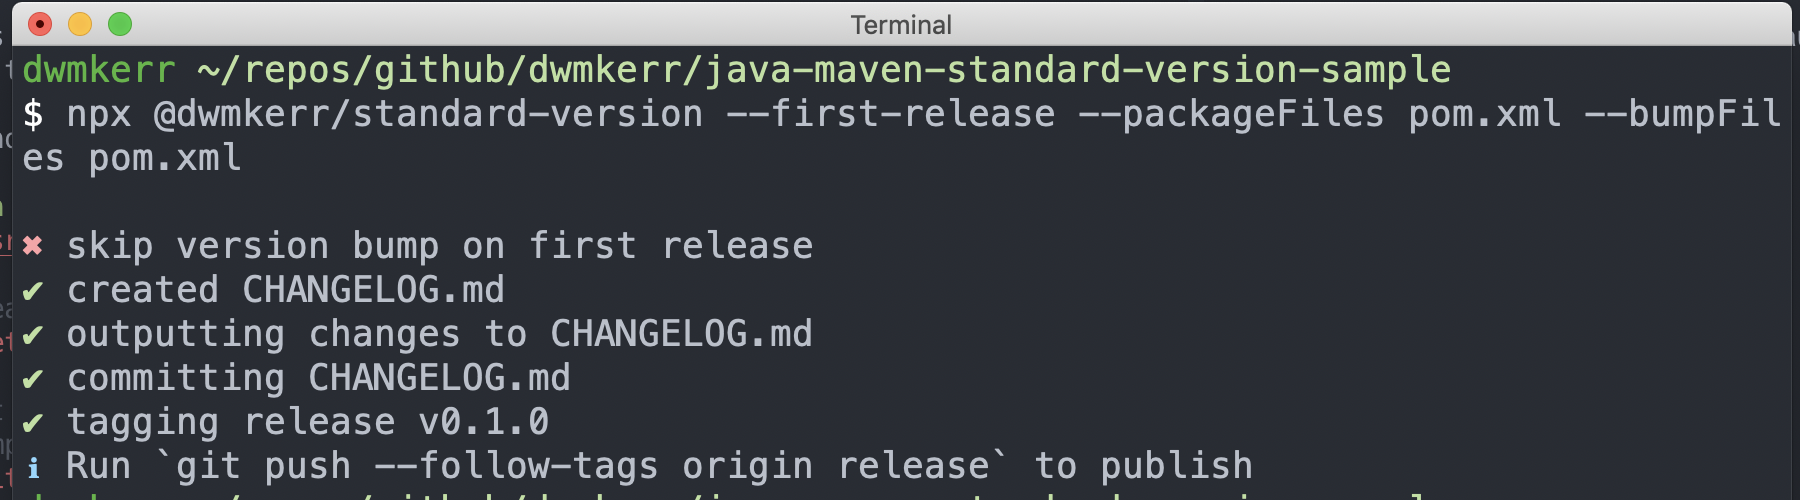 Terminal
dwmkerr ~/repos/github/dwmkerr/java-maven-standard-version-sample
$ npx @dwmkerr/standard-version --first-release --packageFiles pom.xml --bumpFil
es pom.xml
✖ skip version bump on first release
✔ created CHANGELOG.md
✔ outputting changes to CHANGELOG.md
✔ committing CHANGELOG.md
✔ tagging release v0.1.0
ℹ Run `git push --follow-tags origin release` to publish